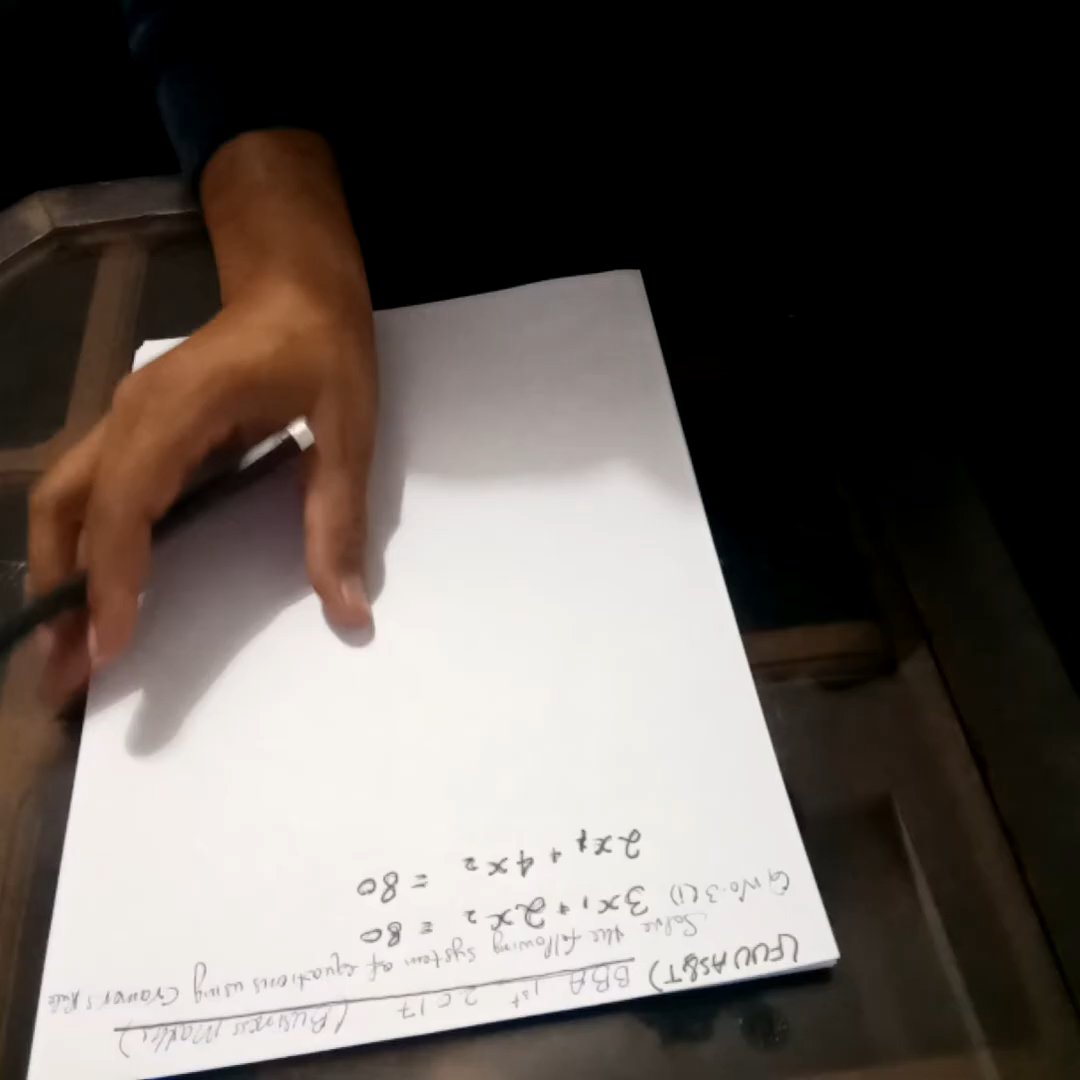 (FUUAS&T) BBA 1st 2017 (Business Maths)
Solve the following system of equations using Cramer's Rule
Q No.3(i) 3x₁ + 2x₂ = 80
2x₁ + 4x₂ = 80